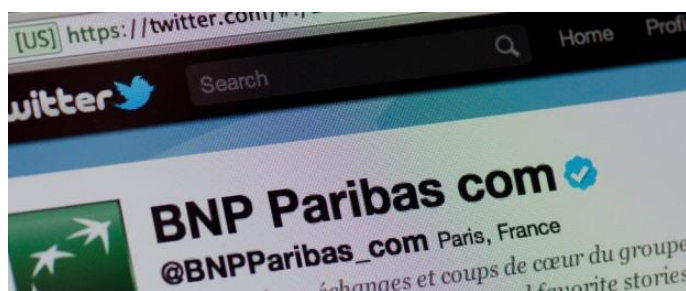 [US] https://twitter.com/#!/
twitter Search Home
BNP Paribas com
@BNPParibas_com Paris, France
échanges et coups de cœur du groupe
favorite stories